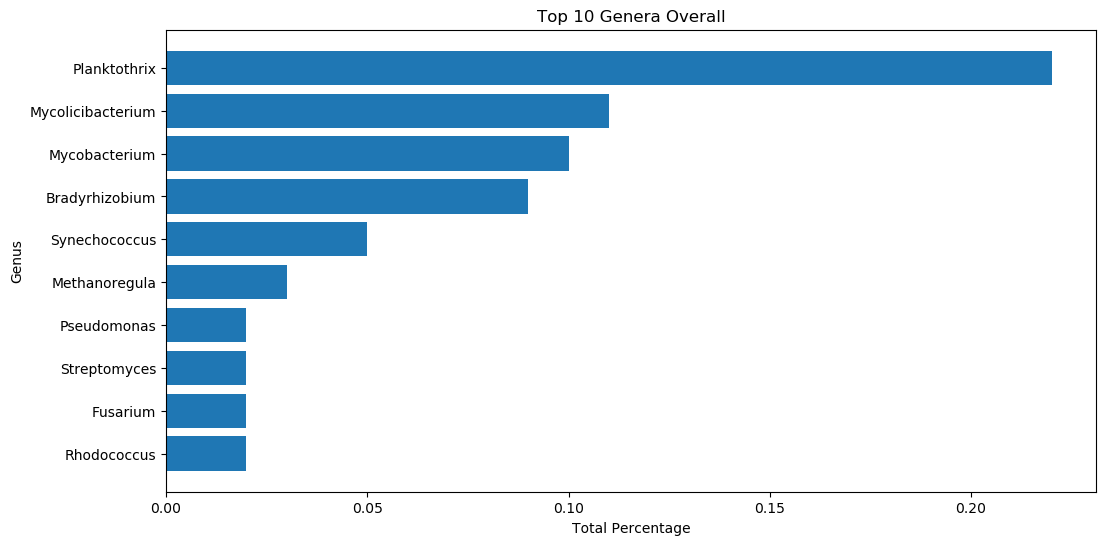 Top 10 Genera Overall
Genus
Planktothrix
Mycolicibacterium
Mycobacterium
Bradyrhizobium
Synechococcus
Methanoregula
Pseudomonas
Streptomyces
Fusarium
Rhodococcus
0.00 0.05 0.10 0.15 0.20
Total Percentage